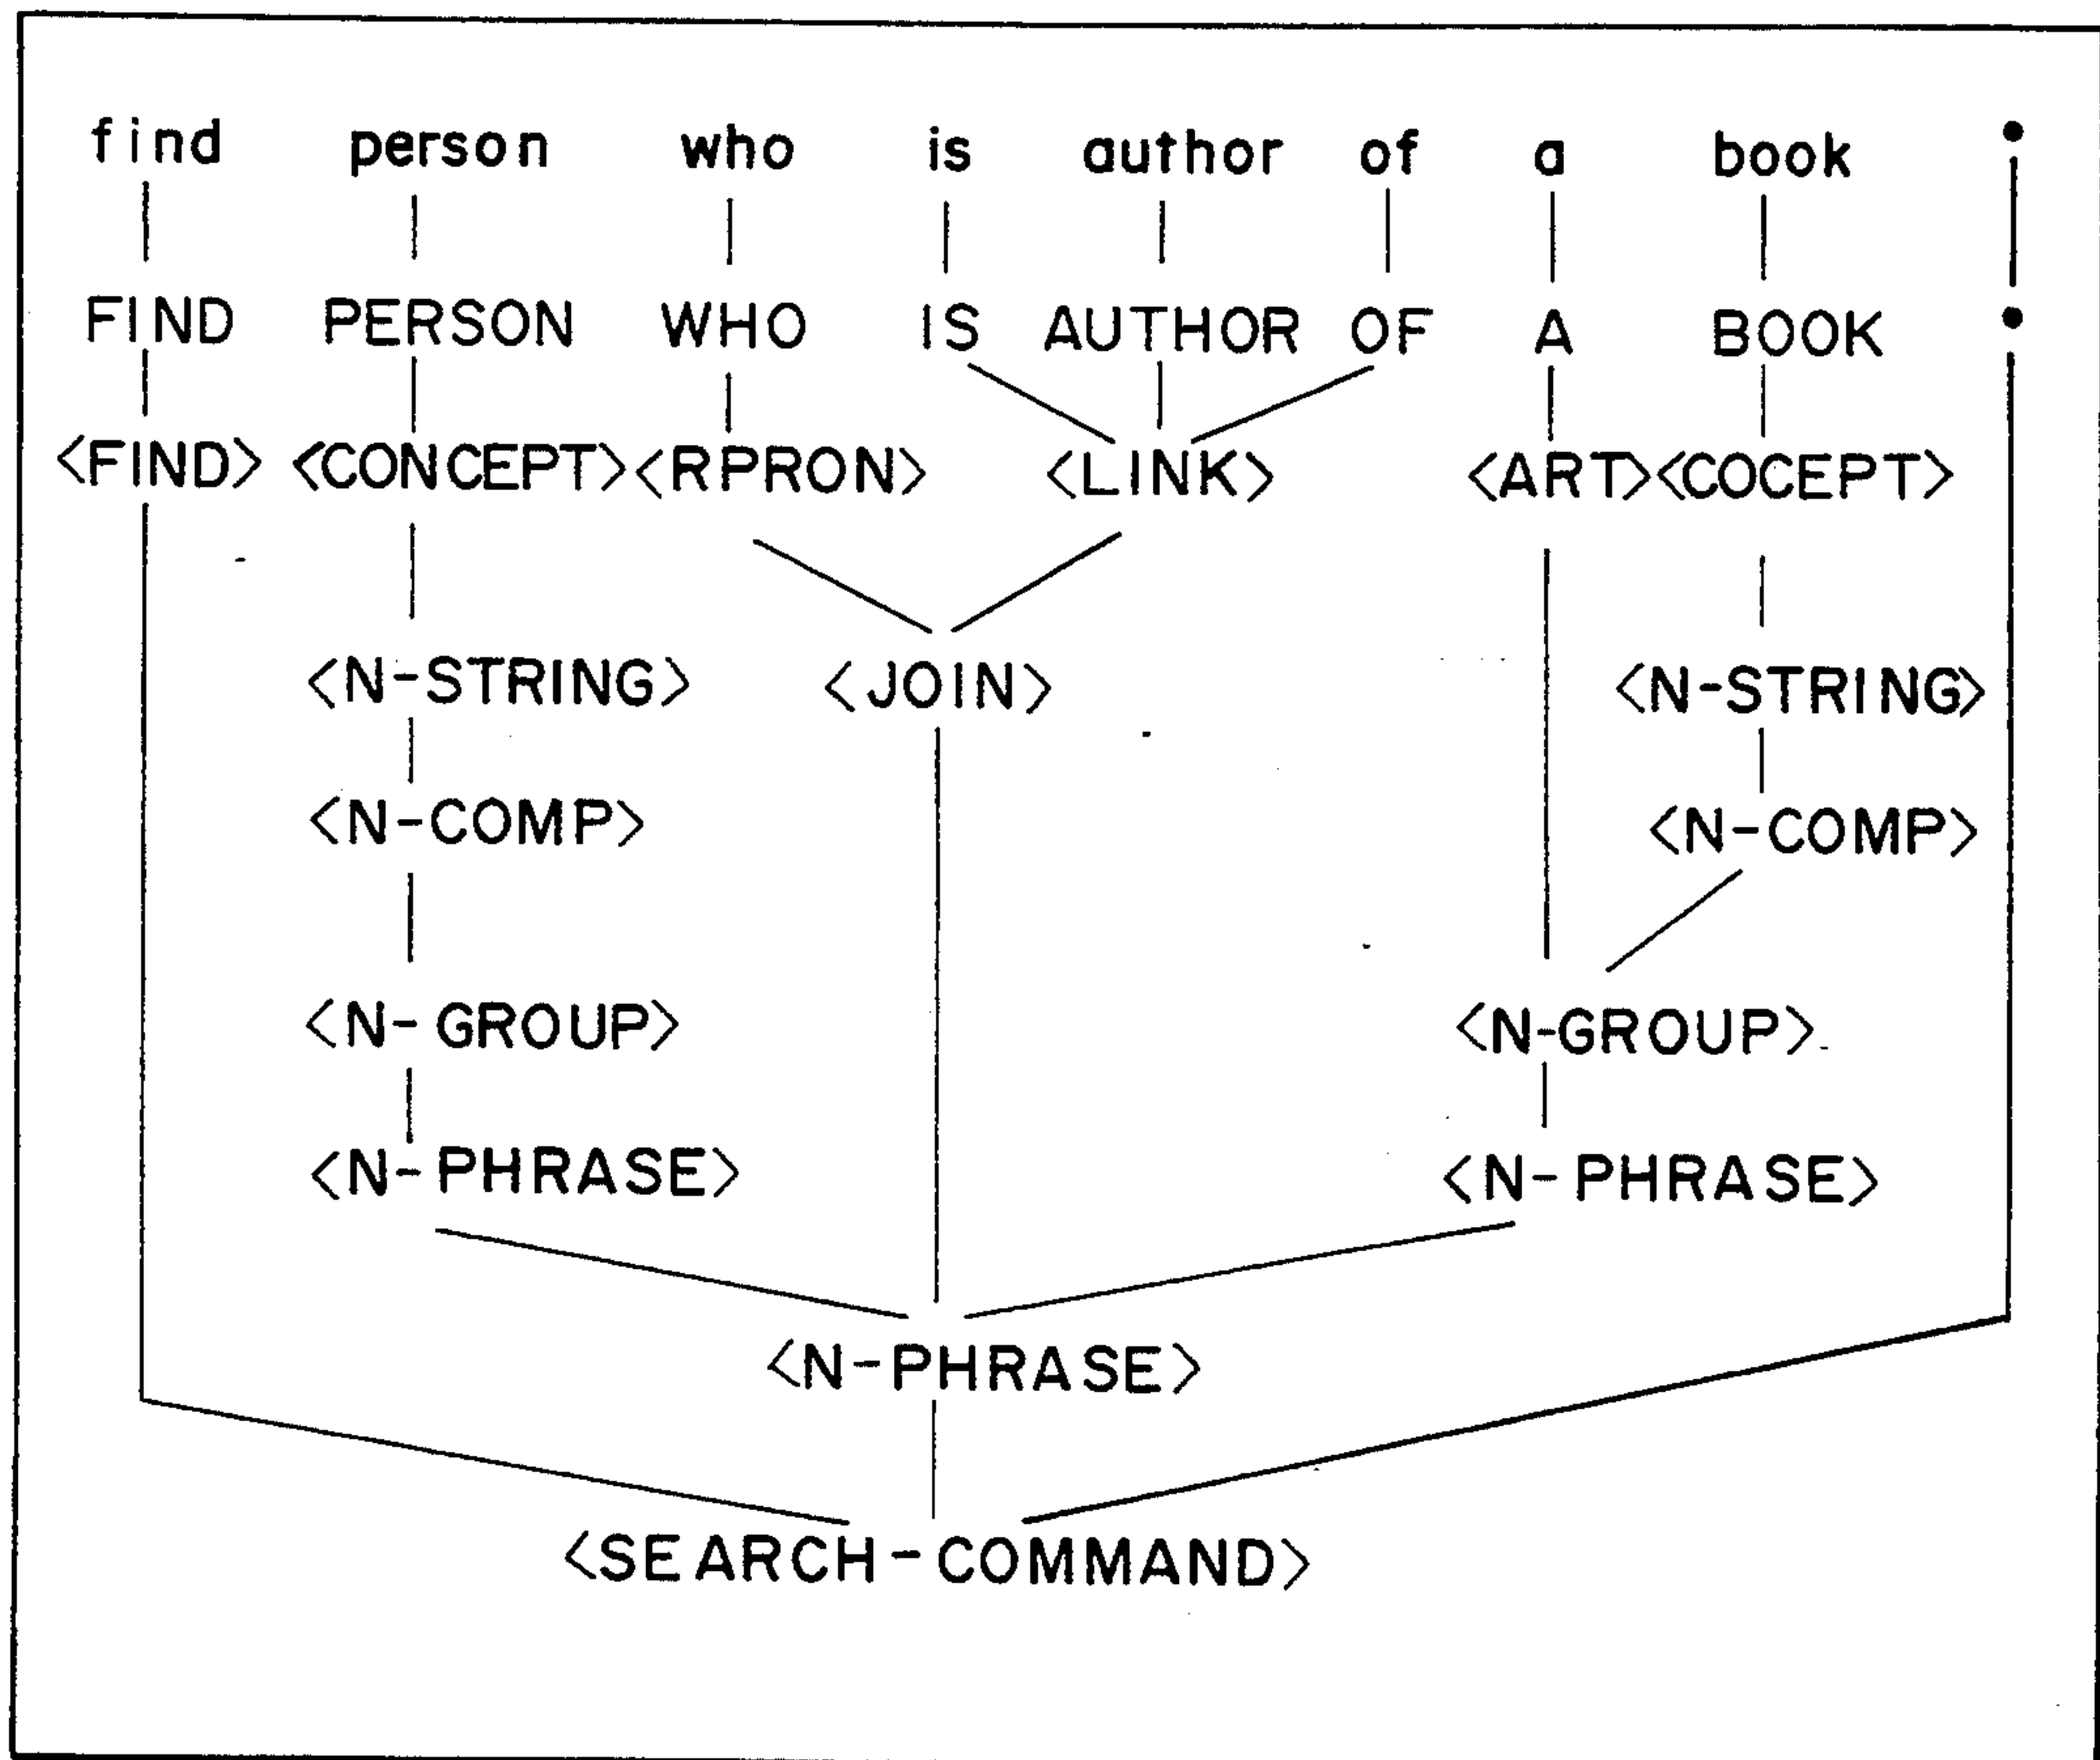 find person who is author of a book .
FIND PERSON WHO IS AUTHOR OF A BOOK .
<FIND> <CONCEPT> <RPRON> <LINK> <ART> <COCEPT>
<N-STRING> <JOIN> <N-STRING>
<N-COMP> <N-COMP>
<N-GROUP> <N-GROUP>
<N-PHRASE> <N-PHRASE>
<N-PHRASE>
<SEARCH-COMMAND>